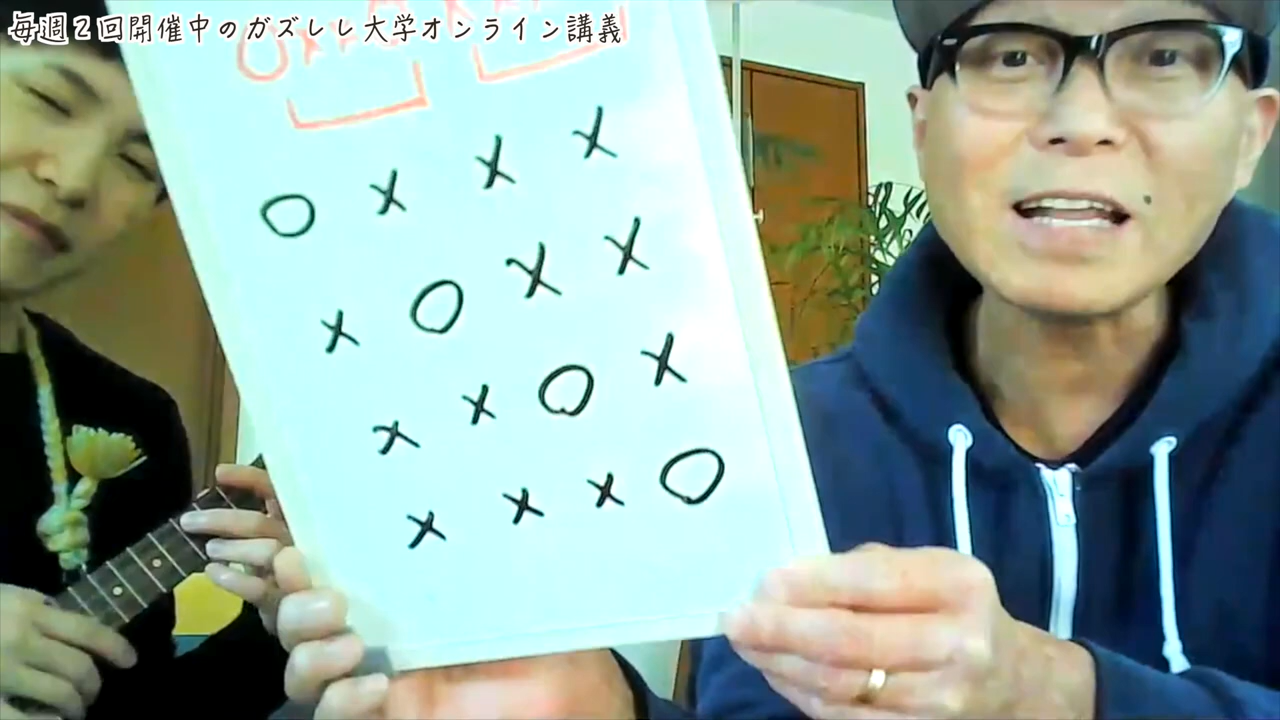 毎週２回開催中のガズレレ大学オンライン講義
○ × × ×
× ○ × ×
× × ○ ×
× × × ○